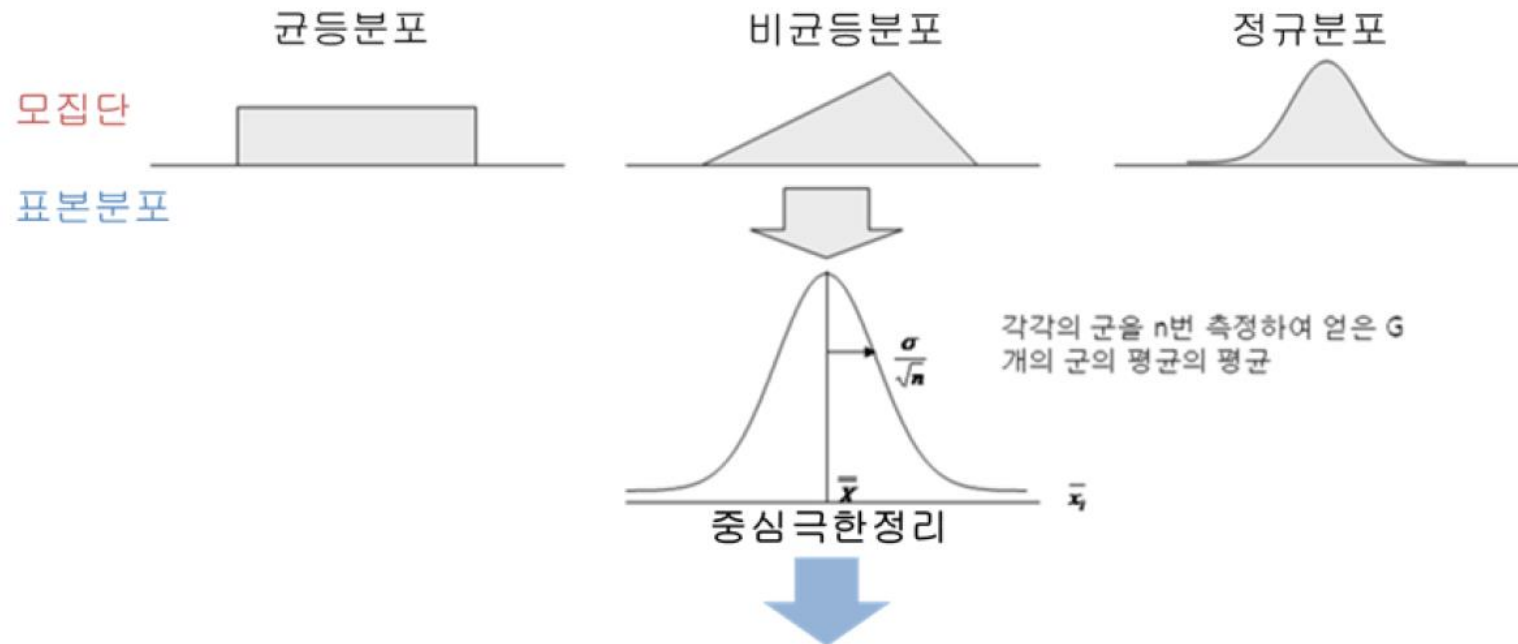 균등분포 비균등분포 정규분포
모집단
표본분포
각각의 군을 n번 측정하여 얻은 G
개의 군의 평균의 평균
σ/√n
X̿
x̄ᵢ
중심극한정리